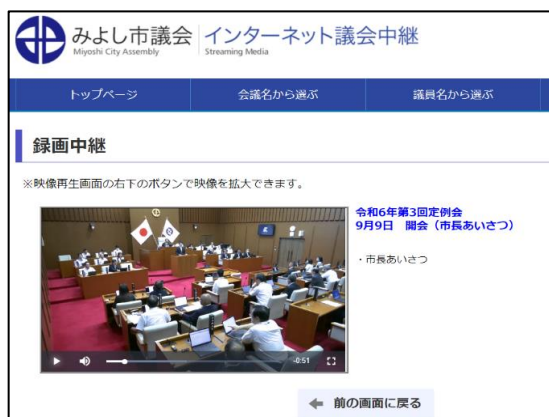 みよし市議会 インターネット議会中継
Miyoshi City Assembly Streaming Media
トップページ 会議名から選ぶ 議員名から選ぶ
録画中継
※映像再生画面の右下のボタンで映像を拡大できます。
令和6年第3回定例会
9月9日 開会（市長あいさつ）
・市長あいさつ
-0:51
前の画面に戻る